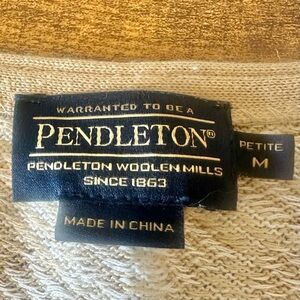 WARRANTED TO BE A
PENDLETON®
PENDLETON WOOLEN MILLS
SINCE 1863
PETITE
M
MADE IN CHINA